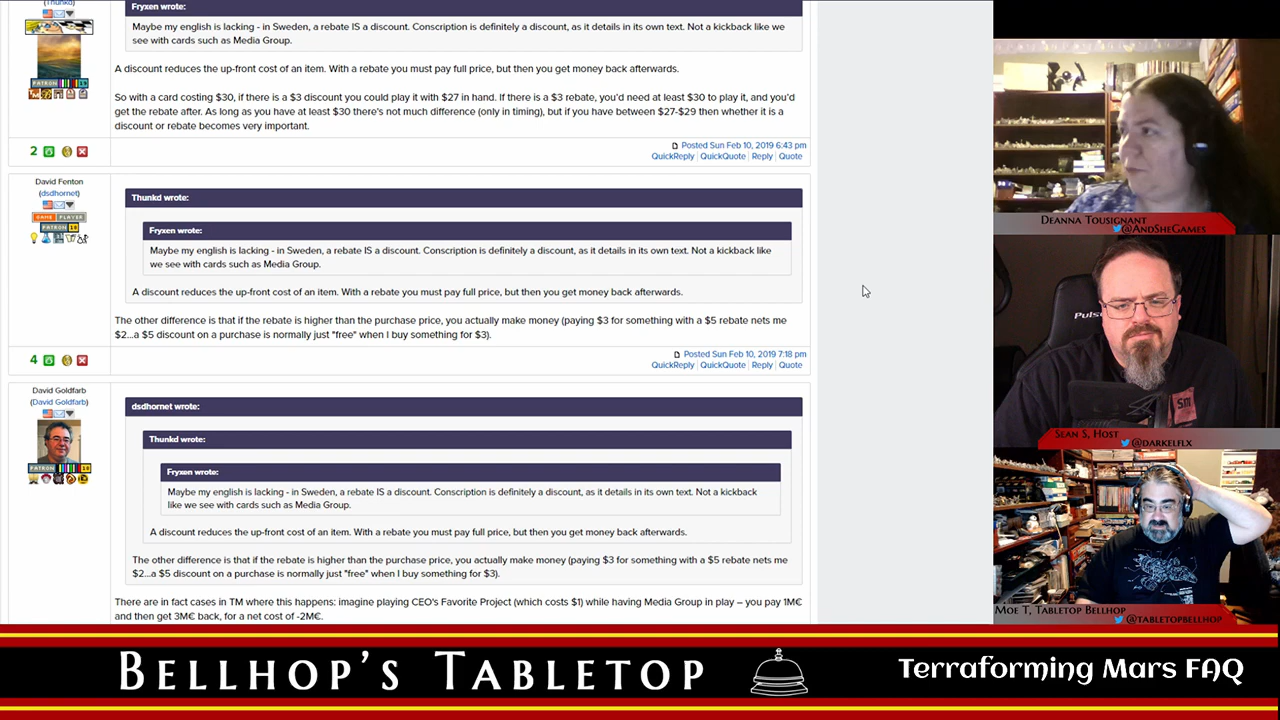 (Thunkd)
Fryxen wrote:
Maybe my english is lacking - in Sweden, a rebate IS a discount. Conscription is definitely a discount, as it details in its own text. Not a kickback like we
see with cards such as Media Group.
A discount reduces the up-front cost of an item. With a rebate you must pay full price, but then you get money back afterwards.
So with a card costing $30, if there is a $3 discount you could play it with $27 in hand. If there is a $3 rebate, you'd need at least $30 to play it, and you'd
get the rebate after. As long as you have at least $30 there's not much difference (only in timing), but if you have between $27-$29 then whether it is a
discount or rebate becomes very important.
PATRON
2
Posted Sun Feb 10, 2019 6:43 pm
QuickReply QuickQuote Reply Quote
David Fenton
(dsdhornet)
GAME PLAYER
PATRON 10
Thunkd wrote:
Fryxen wrote:
Maybe my english is lacking - in Sweden, a rebate IS a discount. Conscription is definitely a discount, as it details in its own text. Not a kickback like
we see with cards such as Media Group.
A discount reduces the up-front cost of an item. With a rebate you must pay full price, but then you get money back afterwards.
The other difference is that if the rebate is higher than the purchase price, you actually make money (paying $3 for something with a $5 rebate nets me
$2...a $5 discount on a purchase is normally just "free" when I buy something for $3).
4
Posted Sun Feb 10, 2019 7:18 pm
QuickReply QuickQuote Reply Quote
David Goldfarb
(David Goldfarb)
PATRON
dsdhornet wrote:
Thunkd wrote:
Fryxen wrote:
Maybe my english is lacking - in Sweden, a rebate IS a discount. Conscription is definitely a discount, as it details in its own text. Not a kickback
like we see with cards such as Media Group.
A discount reduces the up-front cost of an item. With a rebate you must pay full price, but then you get money back afterwards.
The other difference is that if the rebate is higher than the purchase price, you actually make money (paying $3 for something with a $5 rebate nets me
$2...a $5 discount on a purchase is normally just "free" when I buy something for $3).
There are in fact cases in TM where this happens: imagine playing CEO's Favorite Project (which costs $1) while having Media Group in play – you pay 1M€
and then get 3M€ back, for a net cost of -2M€.
Deanna Tousignant
@AndSheGames
Pulse
SM
Sean S, Host
@darkelflx
Moe T, Tabletop Bellhop
@tabletopbellhop
Bellhop's Tabletop
Terraforming Mars FAQ